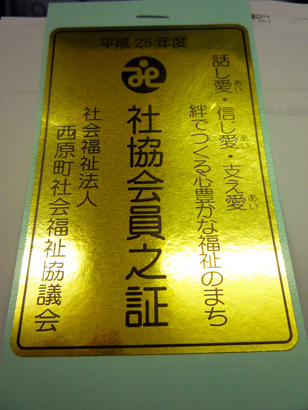 平成25年度
話し愛・信じ愛・支え愛
絆でつくる心豊かな福祉のまち
社協会員之証
社会福祉法人
西原町社会福祉協議会